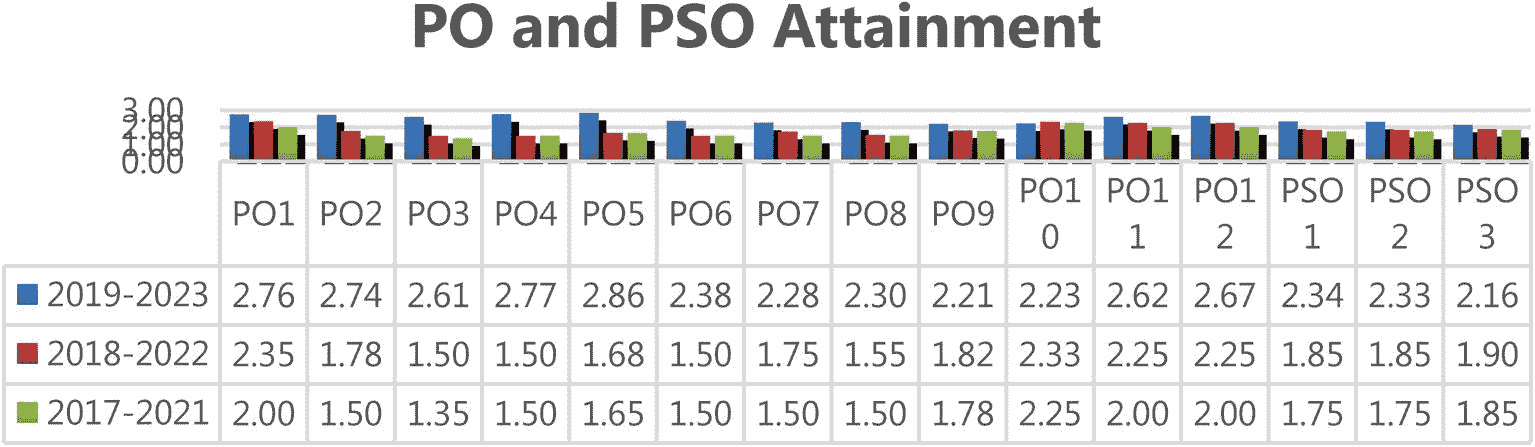 PO and PSO Attainment
3.00
2.00
1.00
0.00
PO1 PO2 PO3 PO4 PO5 PO6 PO7 PO8 PO9 PO1 PO1 PO1 PSO PSO PSO
0 1 2 1 2 3
2019-2023 2.76 2.74 2.61 2.77 2.86 2.38 2.28 2.30 2.21 2.23 2.62 2.67 2.34 2.33 2.16
2018-2022 2.35 1.78 1.50 1.50 1.68 1.50 1.75 1.55 1.82 2.33 2.25 2.25 1.85 1.85 1.90
2017-2021 2.00 1.50 1.35 1.50 1.65 1.50 1.50 1.50 1.78 2.25 2.00 2.00 1.75 1.75 1.85